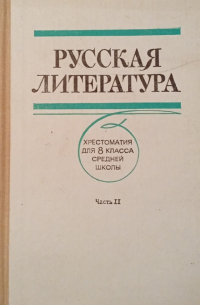 РУССКАЯ
ЛИТЕРАТУРА
ХРЕСТОМАТИЯ
ДЛЯ 8 КЛАССА
СРЕДНЕЙ
ШКОЛЫ
Часть II